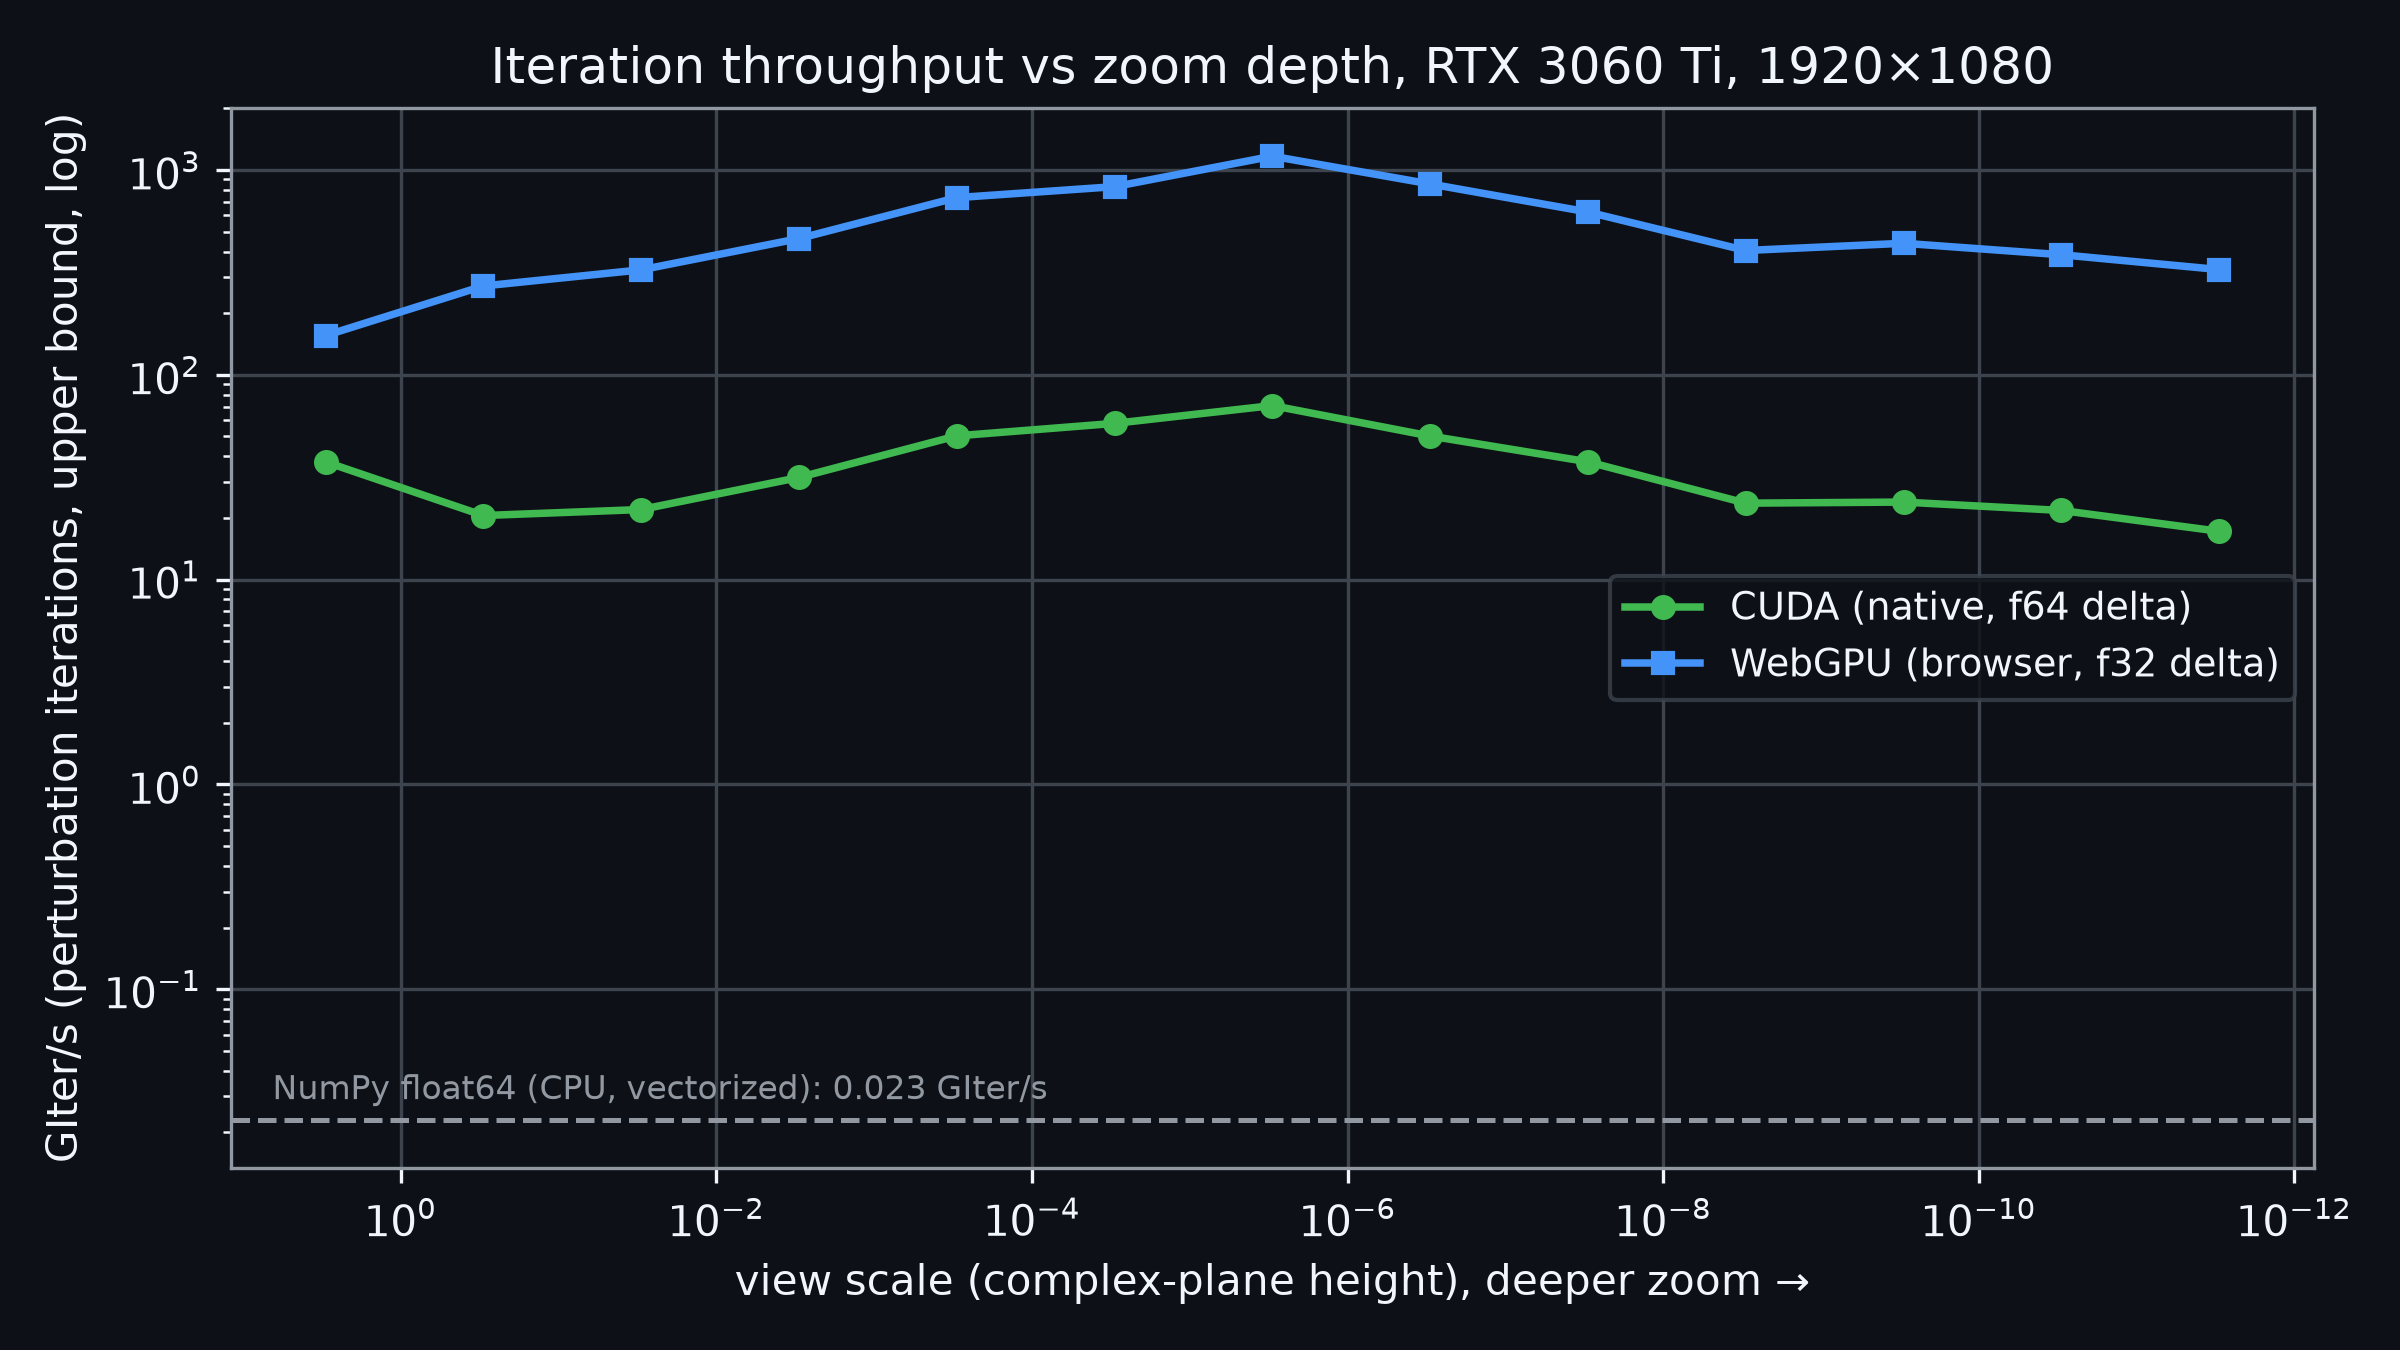 Iteration throughput vs zoom depth, RTX 3060 Ti, 1920×1080
GIter/s (perturbation iterations, upper bound, log)
10³
10²
10¹
10⁰
10⁻¹
CUDA (native, f64 delta)
WebGPU (browser, f32 delta)
NumPy float64 (CPU, vectorized): 0.023 GIter/s
10⁰ 10⁻² 10⁻⁴ 10⁻⁶ 10⁻⁸ 10⁻¹⁰ 10⁻¹²
view scale (complex-plane height), deeper zoom →